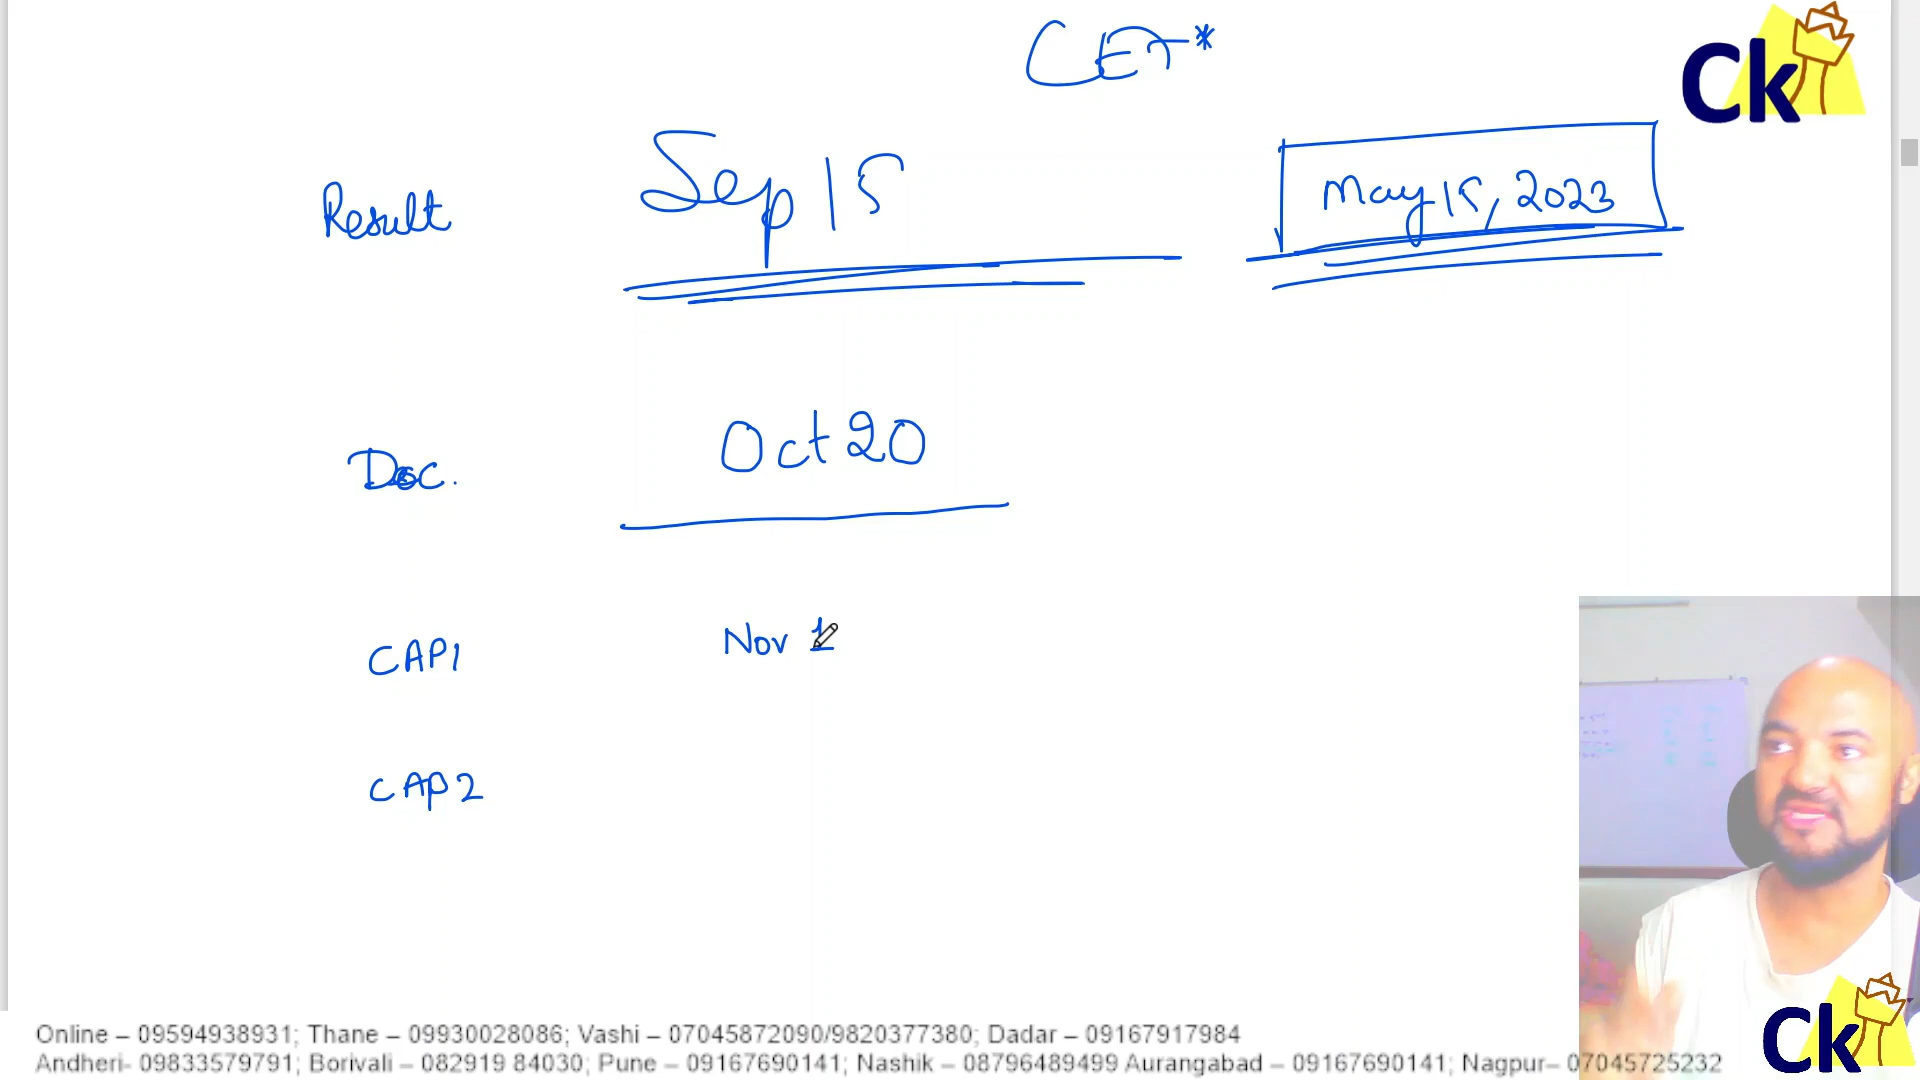 CET*
Ck
Result Sep 15 May 15, 2023
Doc. Oct 20
CAP1 Nov 1
CAP2
Online – 09594938931; Thane – 09930028086; Vashi – 07045872090/9820377380; Dadar – 09167917984
Andheri- 09833579791; Borivali – 082919 84030; Pune – 09167690141; Nashik – 08796489499 Aurangabad – 09167690141; Nagpur– 07045725232
Ck